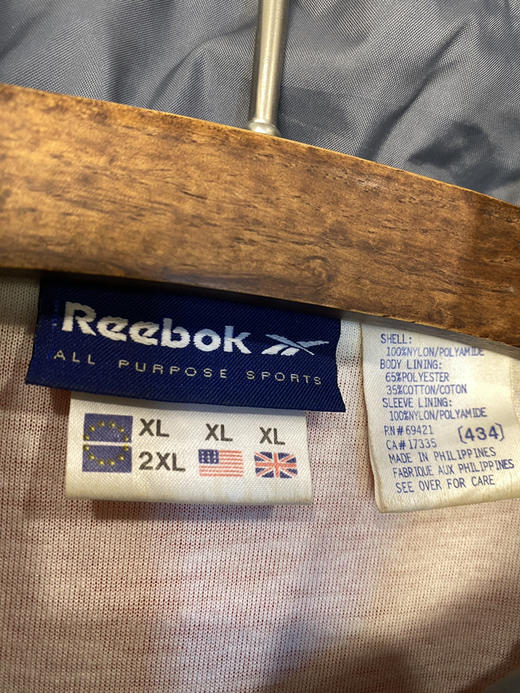 Reebok
ALL PURPOSE SPORTS
XL XL XL
2XL
SHELL:
100%NYLON/POLYAMIDE
BODY LINING:
65%POLYESTER
35%COTTON/COTON
SLEEVE LINING:
100%NYLON/POLYAMIDE
RN# 69421
CA# 17335 [434]
MADE IN PHILIPPINES
FABRIQUE AUX PHILIPPINES
SEE OVER FOR CARE